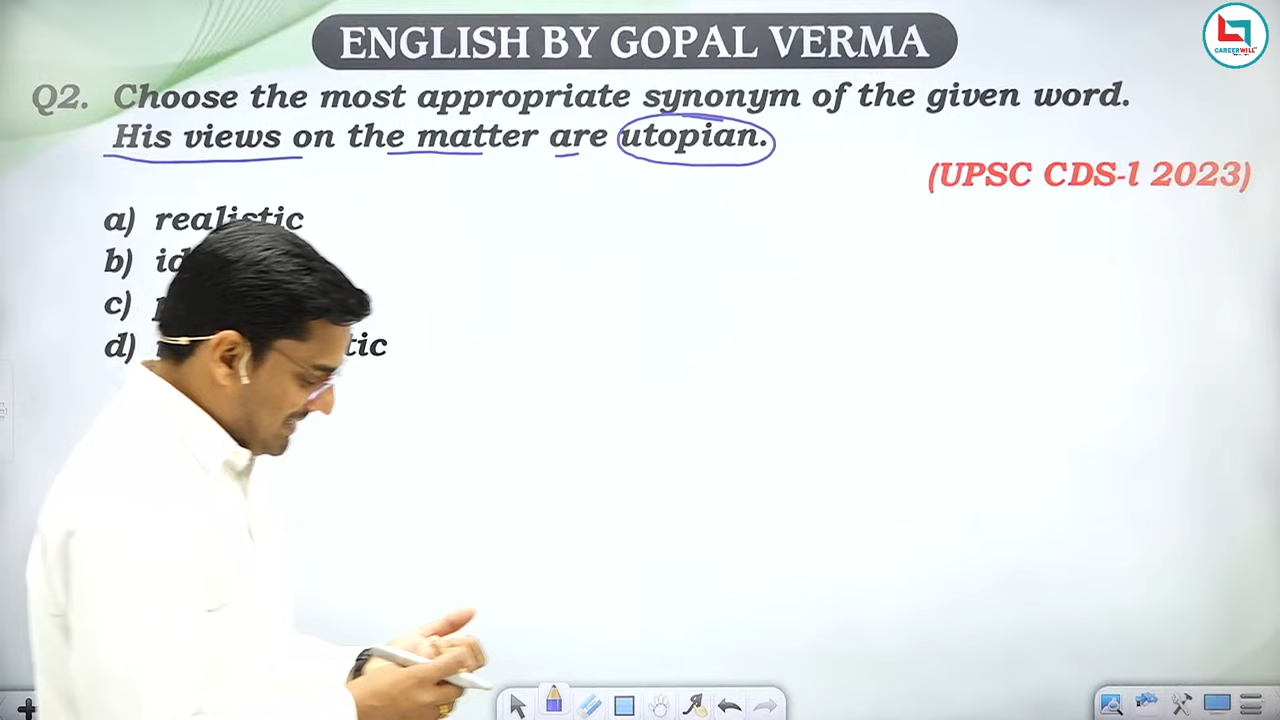 ENGLISH BY GOPAL VERMA
CAREERWILL
Q2. Choose the most appropriate synonym of the given word.
His views on the matter are utopian.
(UPSC CDS-l 2023)
a) realistic
b)
c)
d)